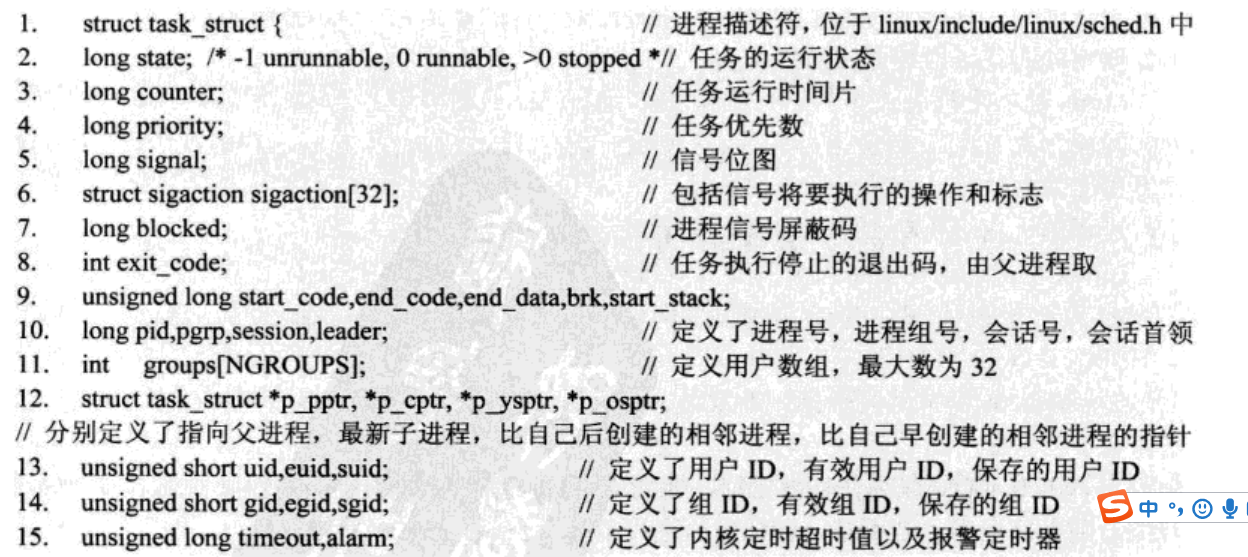 1. struct task_struct { // 进程描述符,位于 linux/include/linux/sched.h 中
2. long state; /* -1 unrunnable, 0 runnable, >0 stopped *// 任务的运行状态
3. long counter; // 任务运行时间片
4. long priority; // 任务优先数
5. long signal; // 信号位图
6. struct sigaction sigaction[32]; // 包括信号将要执行的操作和标志
7. long blocked; // 进程信号屏蔽码
8. int exit_code; // 任务执行停止的退出码，由父进程取
9. unsigned long start_code,end_code,end_data,brk,start_stack;
10. long pid,pgrp,session,leader; // 定义了进程号，进程组号，会话号，会话首领
11. int groups[NGROUPS]; // 定义用户数组，最大数为 32
12. struct task_struct *p_pptr, *p_cptr, *p_ysptr, *p_osptr;
// 分别定义了指向父进程，最新子进程，比自己后创建的相邻进程，比自己早创建的相邻进程的指针
13. unsigned short uid,euid,suid; // 定义了用户 ID，有效用户 ID，保存的用户 ID
14. unsigned short gid,egid,sgid; // 定义了组 ID，有效组 ID，保存的组 ID
S 中 °,
15. unsigned long timeout,alarm; // 定义了内核定时超时值以及报警定时器